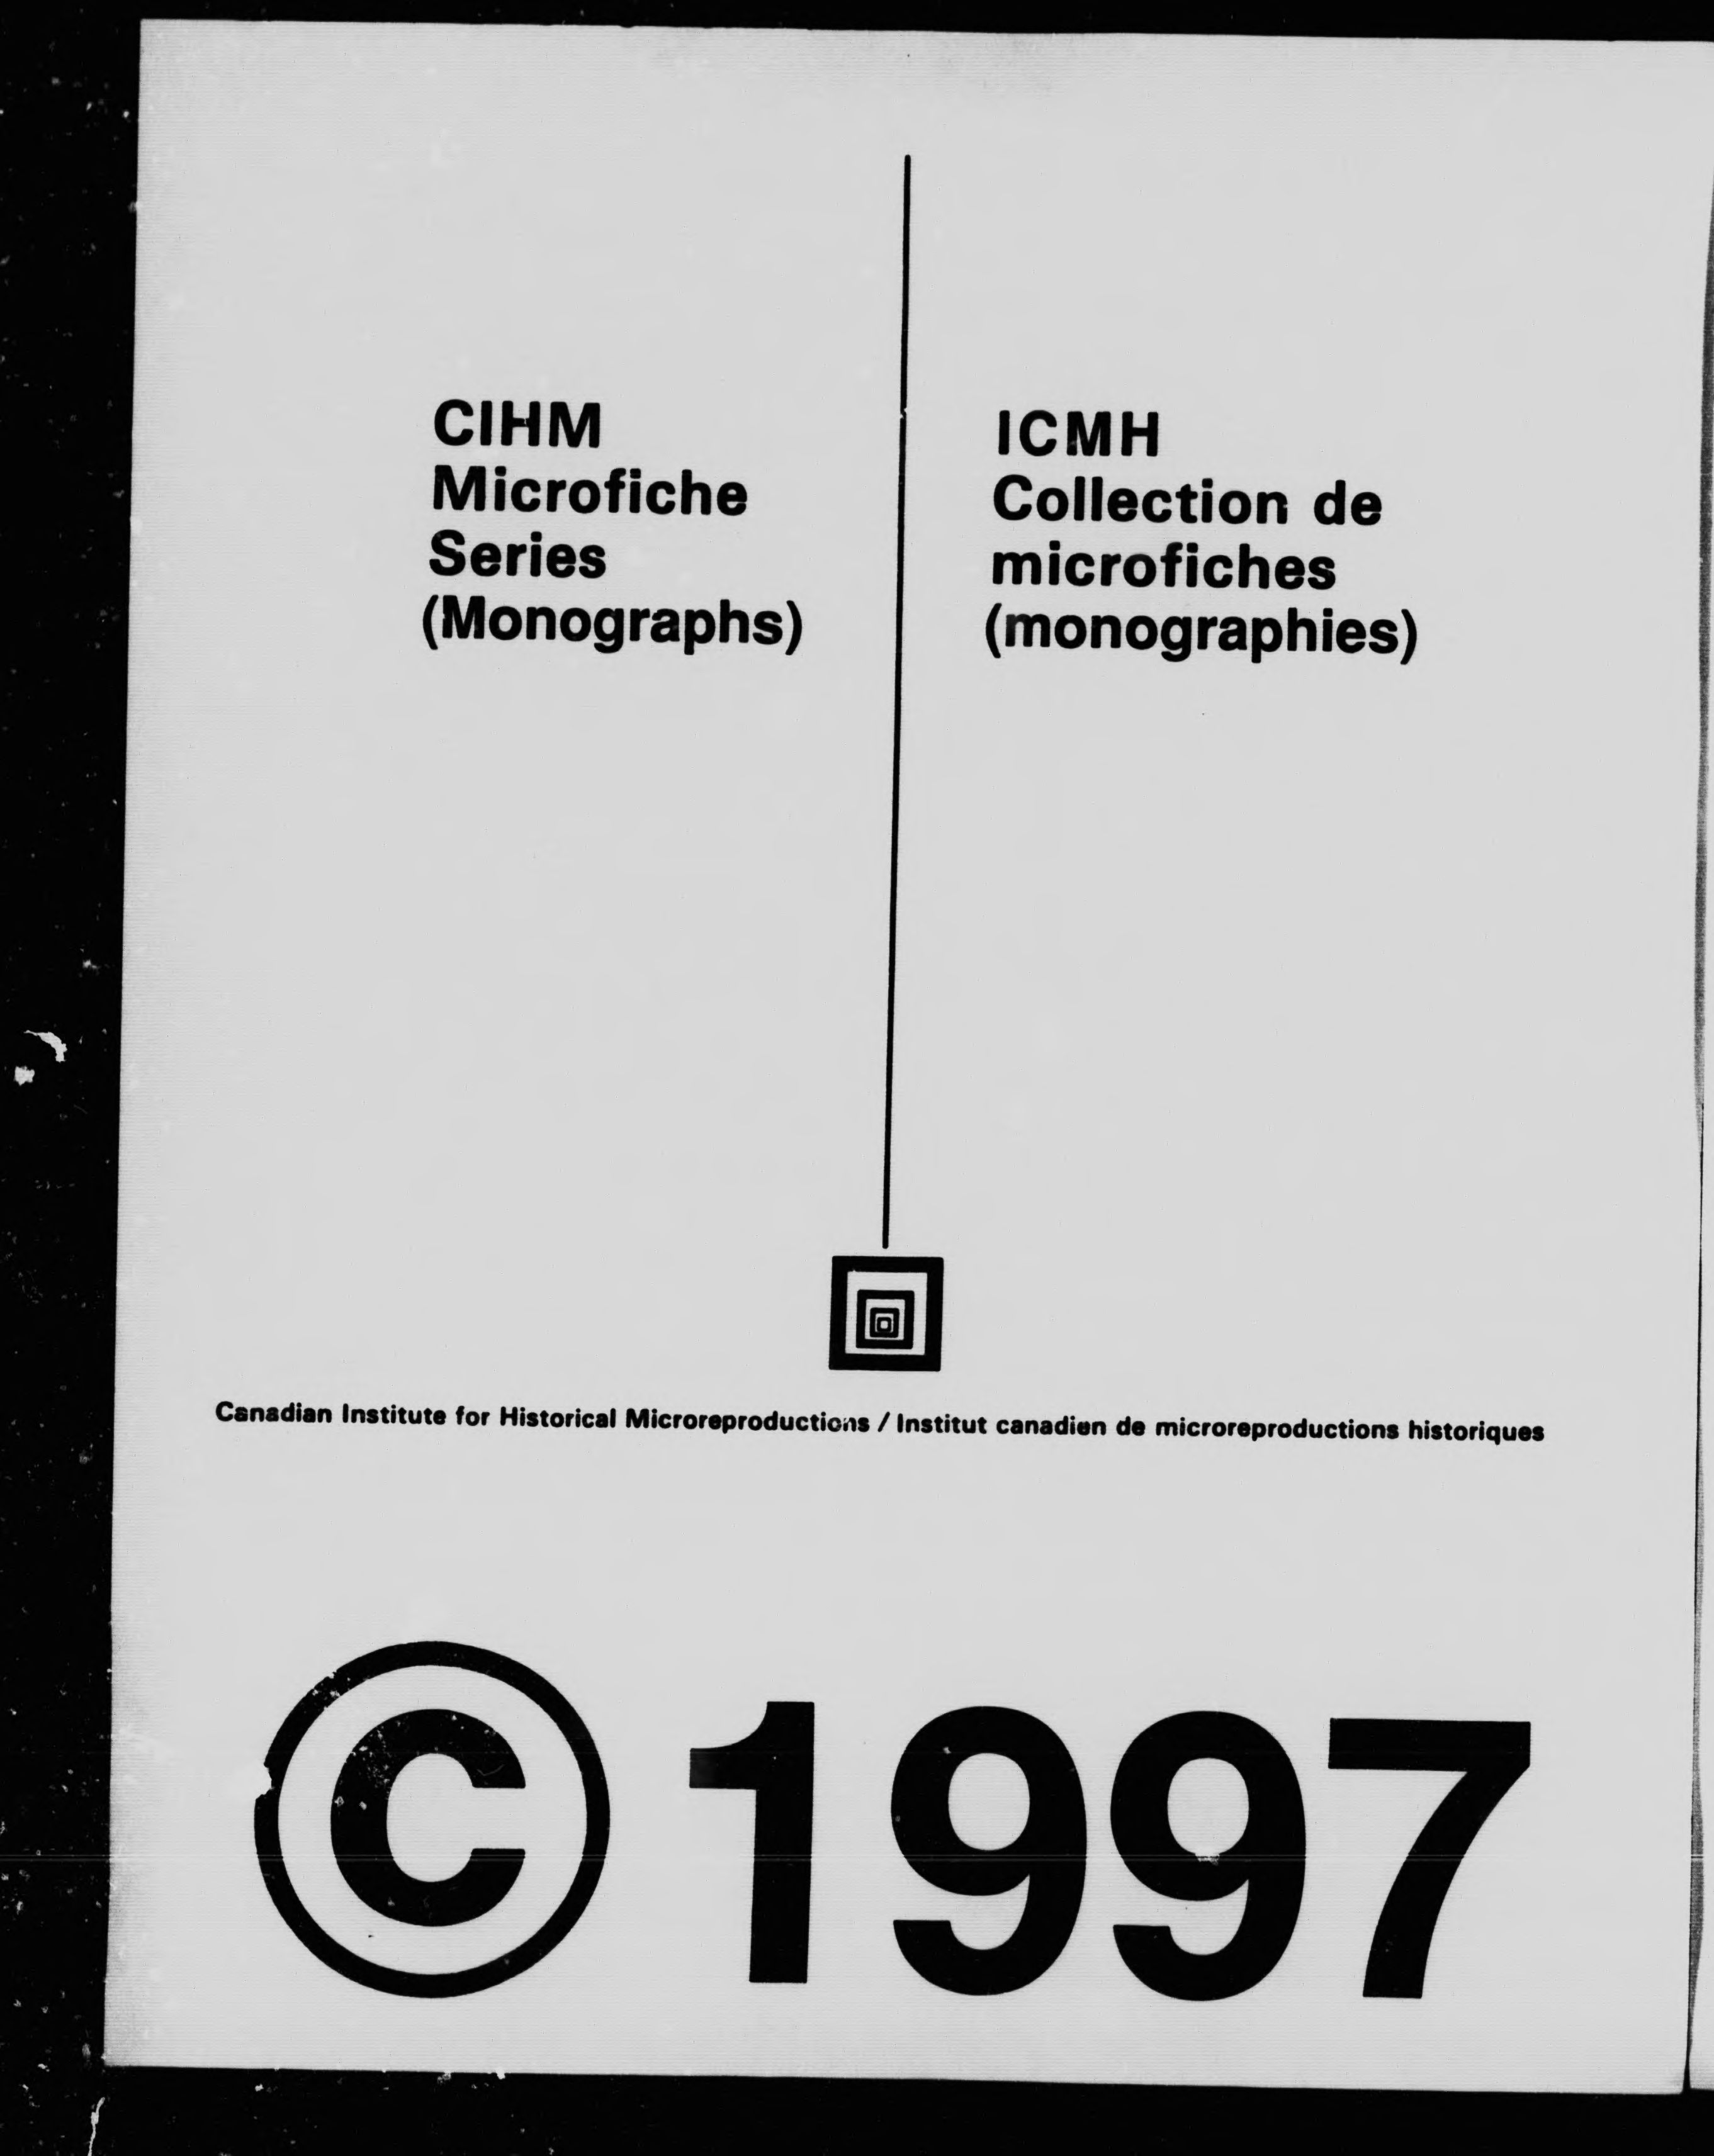 CIHM
Microfiche
Series
(Monographs)
ICMH
Collection de
microfiches
(monographies)
Canadian Institute for Historical Microreproductions / Institut canadien de microreproductions historiques
© 1997